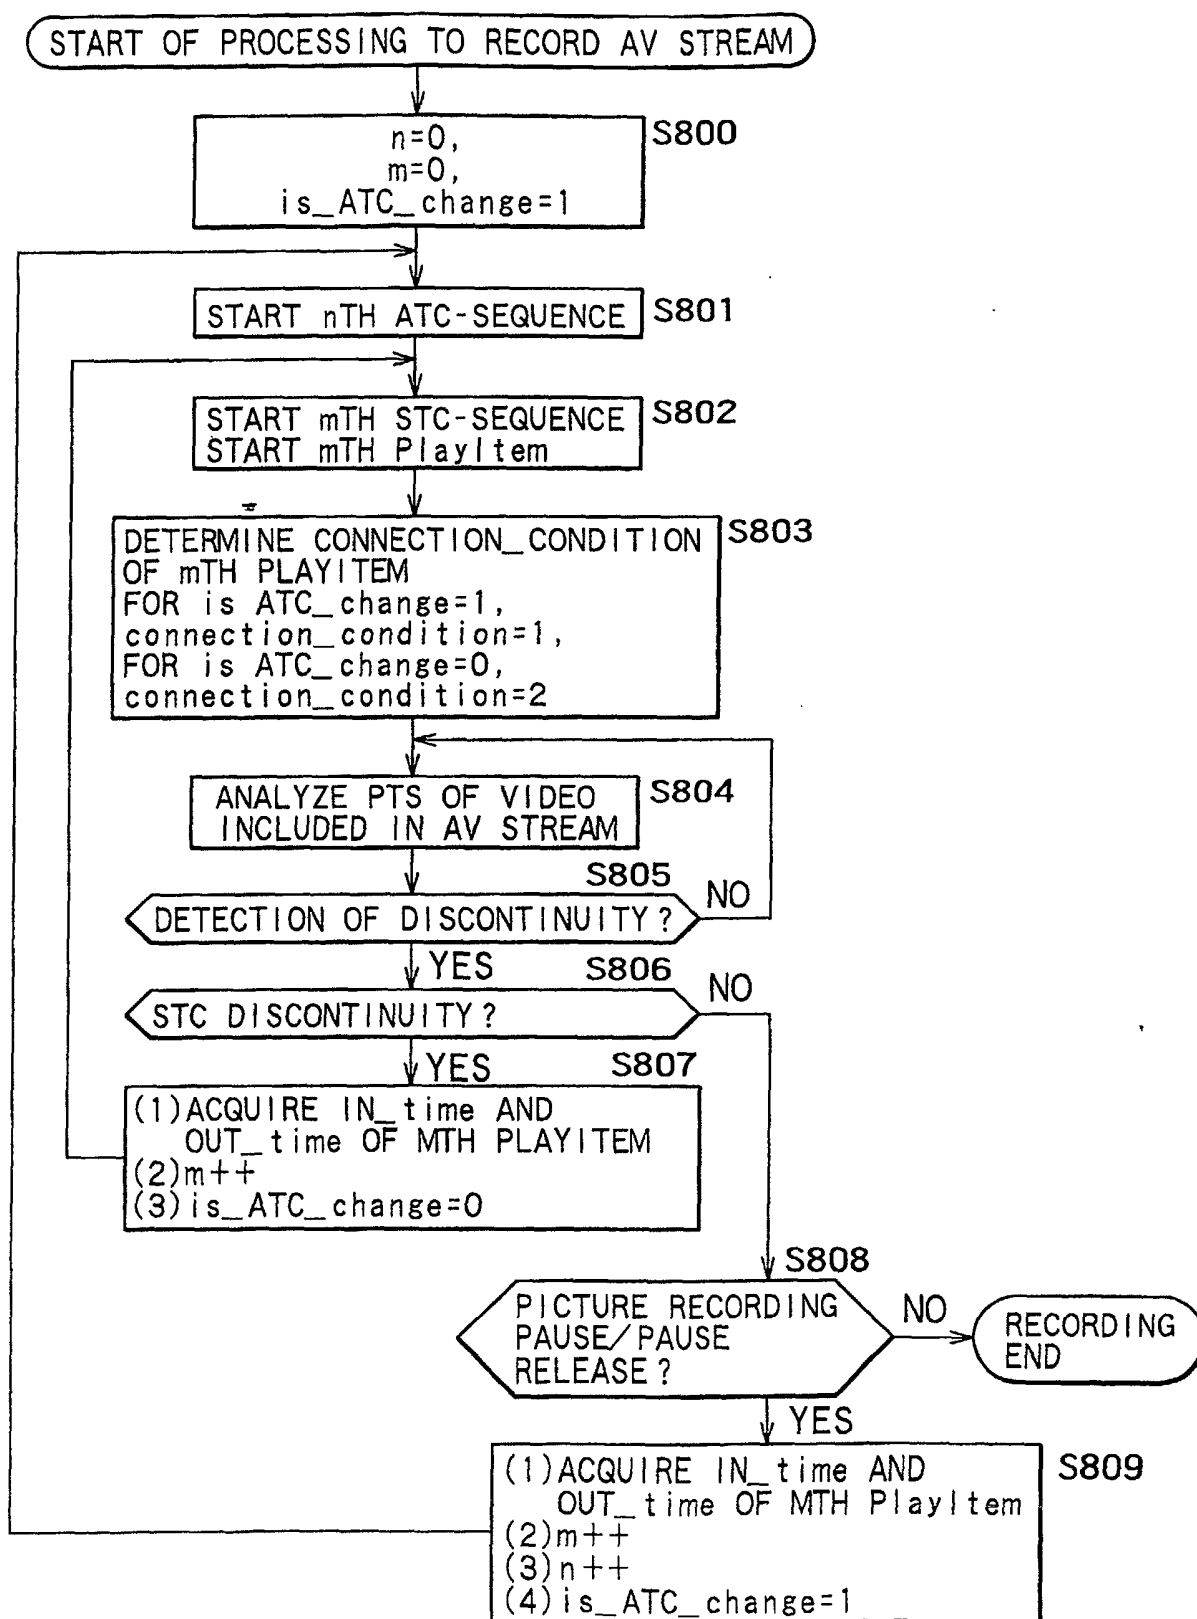 START OF PROCESSING TO RECORD AV STREAM
n=0,
m=0,
is_ATC_change=1
S800
START nTH ATC-SEQUENCE
S801
START mTH STC-SEQUENCE
START mTH PlayItem
S802
DETERMINE CONNECTION_CONDITION
OF mTH PLAYITEM
FOR is ATC_change=1,
connection_condition=1,
FOR is ATC_change=0,
connection_condition=2
S803
ANALYZE PTS OF VIDEO
INCLUDED IN AV STREAM
S804
S805
DETECTION OF DISCONTINUITY?
NO
YES
S806
STC DISCONTINUITY?
NO
YES
S807
(1)ACQUIRE IN_time AND
OUT_time OF MTH PLAYITEM
(2)m++
(3)is_ATC_change=0
S808
PICTURE RECORDING
PAUSE/PAUSE
RELEASE?
NO
RECORDING
END
YES
(1)ACQUIRE IN_time AND
OUT_time OF MTH PlayItem
(2)m++
(3)n++
(4)is_ATC_change=1
S809